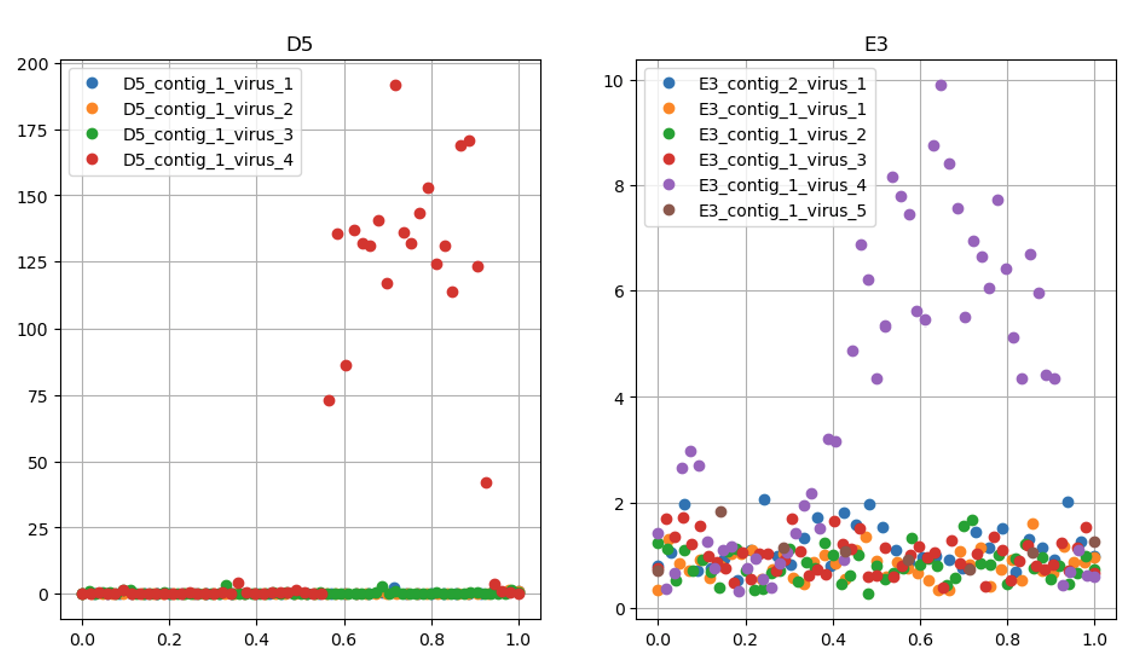 D5
200
175
150
125
100
75
50
25
0
D5_contig_1_virus_1
D5_contig_1_virus_2
D5_contig_1_virus_3
D5_contig_1_virus_4
0.0 0.2 0.4 0.6 0.8 1.0
E3
10
8
6
4
2
0
E3_contig_2_virus_1
E3_contig_1_virus_1
E3_contig_1_virus_2
E3_contig_1_virus_3
E3_contig_1_virus_4
E3_contig_1_virus_5
0.0 0.2 0.4 0.6 0.8 1.0